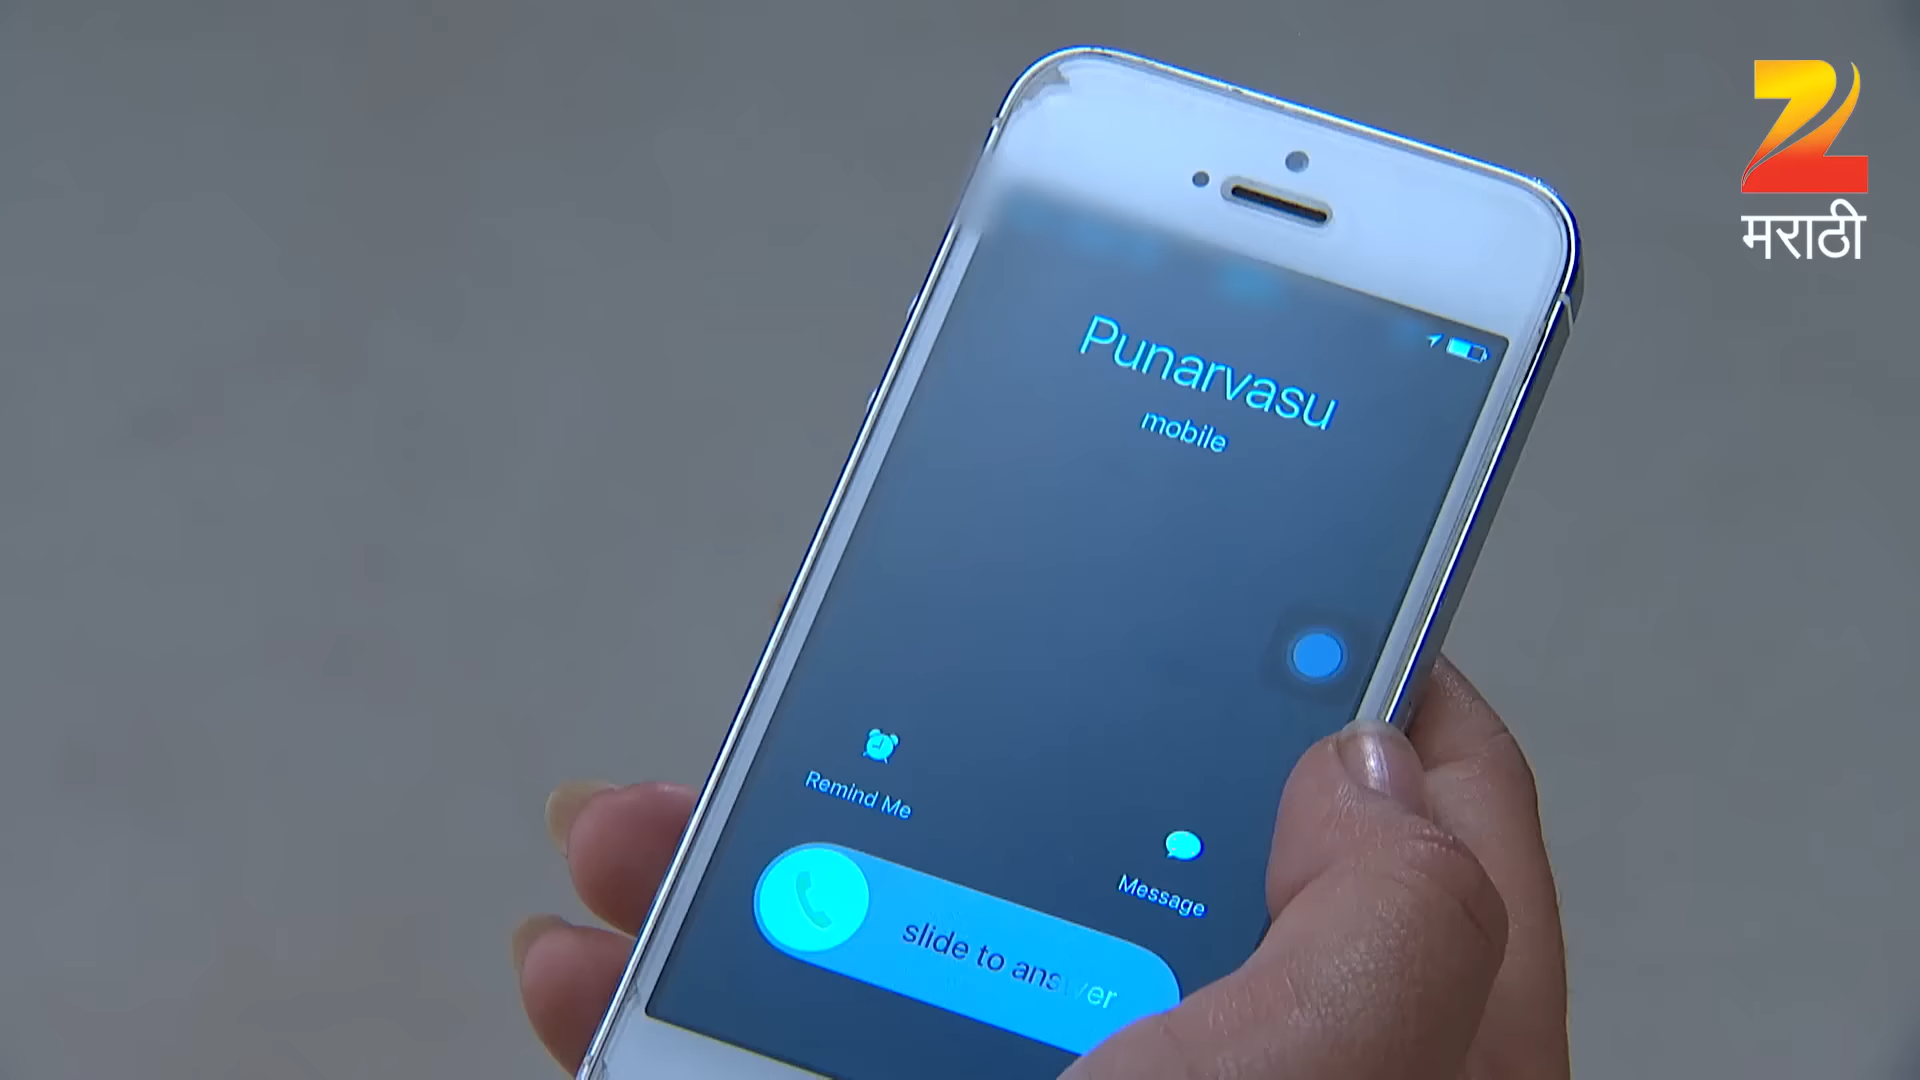 मराठी
Punarvasu
mobile
Remind Me
Message
slide to answer